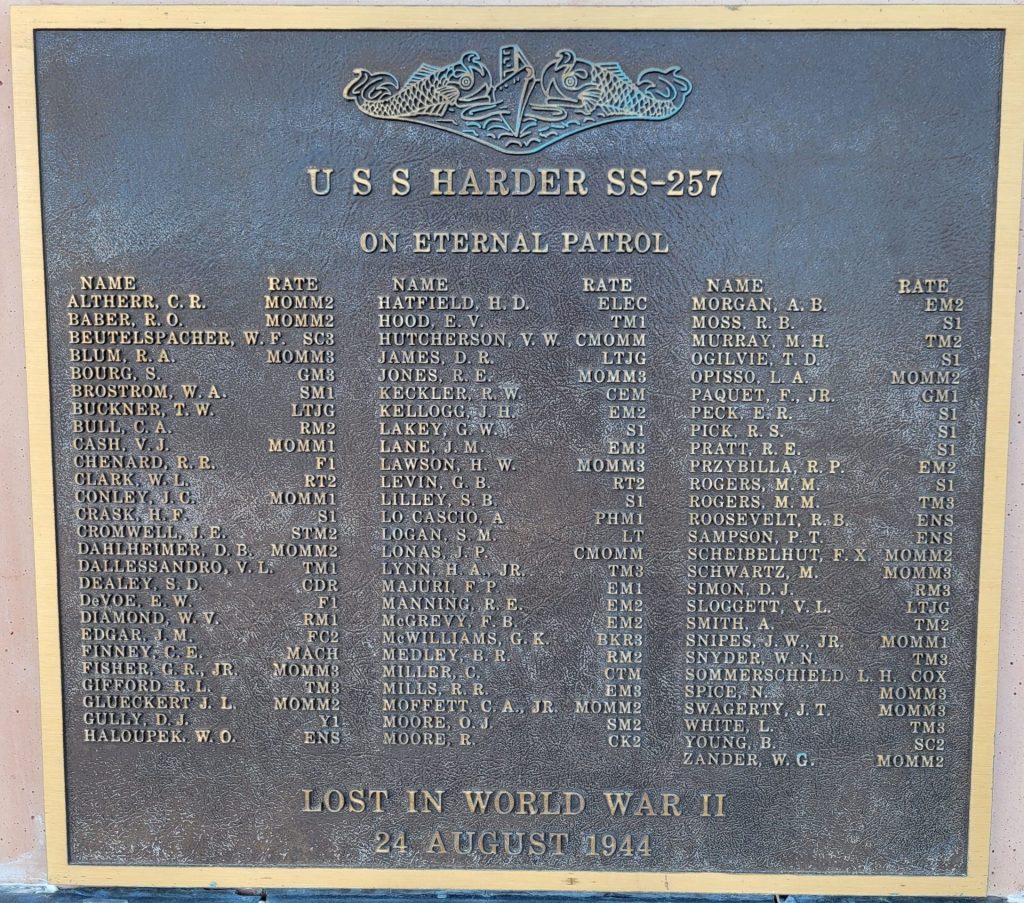 U S S HARDER SS-257
ON ETERNAL PATROL
NAME RATE
ALTHERR, C. R. MOMM2
BABER, R. O. MOMM2
BEUTELSPACHER, W. F. SC3
BLUM, R. A. MOMM3
BOURG, S. GM3
BROSTROM, W. A. SM1
BUCKNER, T. W. LTJG
BULL, C. A. RM2
CASH, V. J. MOMM1
CHENARD, R. R. F1
CLARK, W. L. RT2
CONLEY, J. C. MOMM1
CRASK, H. F. S1
CROMWELL, J. E. STM2
DAHLHEIMER, D. B. MOMM2
DALLESSANDRO, V. L. TM1
DEALEY, S. D. CDR
DeVOE, E. W. F1
DIAMOND, W. V. RM1
EDGAR, J. M. FC2
FINNEY, C. E. MACH
FISHER, G. R., JR. MOMM3
GIFFORD R. L. TM3
GLUECKERT J. L. MOMM2
GULLY, D. J. Y1
HALOUPEK, W. O. ENS
NAME RATE
HATFIELD, H. D. ELEC
HOOD, E. V. TM1
HUTCHERSON, V. W. CMOMM
JAMES, D. R. LTJG
JONES, R. E. MOMM3
KECKLER, R. W. CEM
KELLOGG, J. H. EM2
LAKEY, G. W. S1
LANE, J. M. EM3
LAWSON, H. W. MOMM3
LEVIN, G. B. RT2
LILLEY, S. B. S1
LO CASCIO, A PHM1
LOGAN, S. M. LT
LONAS, J. P. CMOMM
LYNN, H. A., JR. TM3
MAJURI, F. P EM1
MANNING, R. E. EM2
McGREVY, F. B. EM2
McWILLIAMS, G. K. BKR3
MEDLEY, B. R. RM2
MILLER, C. CTM
MILLS, R. R. EM3
MOFFETT, C. A., JR. MOMM2
MOORE, O. J. SM2
MOORE, R. CK2
NAME RATE
MORGAN, A. B. EM2
MOSS, R. B. S1
MURRAY, M. H. TM2
OGILVIE, T. D. S1
OPISSO, L. A. MOMM2
PAQUET, F., JR. GM1
PECK, E. R. S1
PICK, R. S. S1
PRATT, R. E. S1
PRZYBILLA, R. P. EM2
ROGERS, M. M. S1
ROGERS, M. M. TM3
ROOSEVELT, R. B. ENS
SAMPSON, P. T. ENS
SCHEIBELHUT, F. X. MOMM2
SCHWARTZ, M. MOMM3
SIMON, D. J. RM3
SLOGGETT, V. L. LTJG
SMITH, A. TM2
SNIPES, J. W., JR. MOMM1
SNYDER, W. N. TM3
SOMMERSCHIELD L. H. COX
SPICE, N. MOMM3
SWAGERTY, J. T. MOMM3
WHITE, L. TM3
YOUNG, B. SC2
ZANDER, W. G. MOMM2
LOST IN WORLD WAR II
24 AUGUST 1944